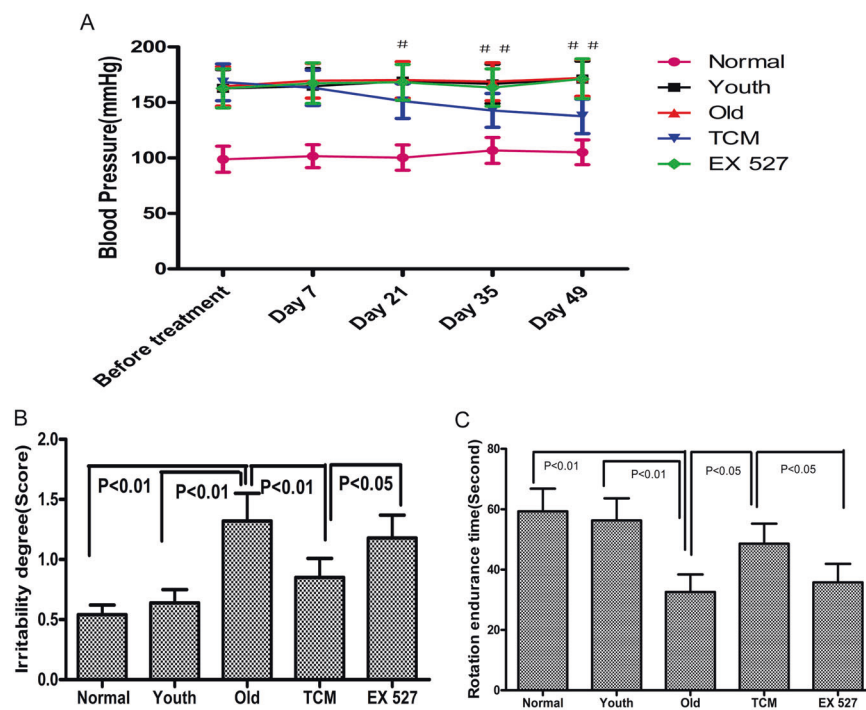 A
Blood Pressure(mmHg)
200
150
100
50
0
#
# #
# #
Before treatment
Day 7
Day 21
Day 35
Day 49
Normal
Youth
Old
TCM
EX 527
B
Irritability degree(Score)
2.0
1.5
1.0
0.5
0.0
P<0.01
P<0.01
P<0.01
P<0.05
Normal Youth Old TCM EX 527
C
Rotation endurance time(Second)
80
60
40
20
0
P<0.01
P<0.01
P<0.05
P<0.05
Normal Youth Old TCM EX 527